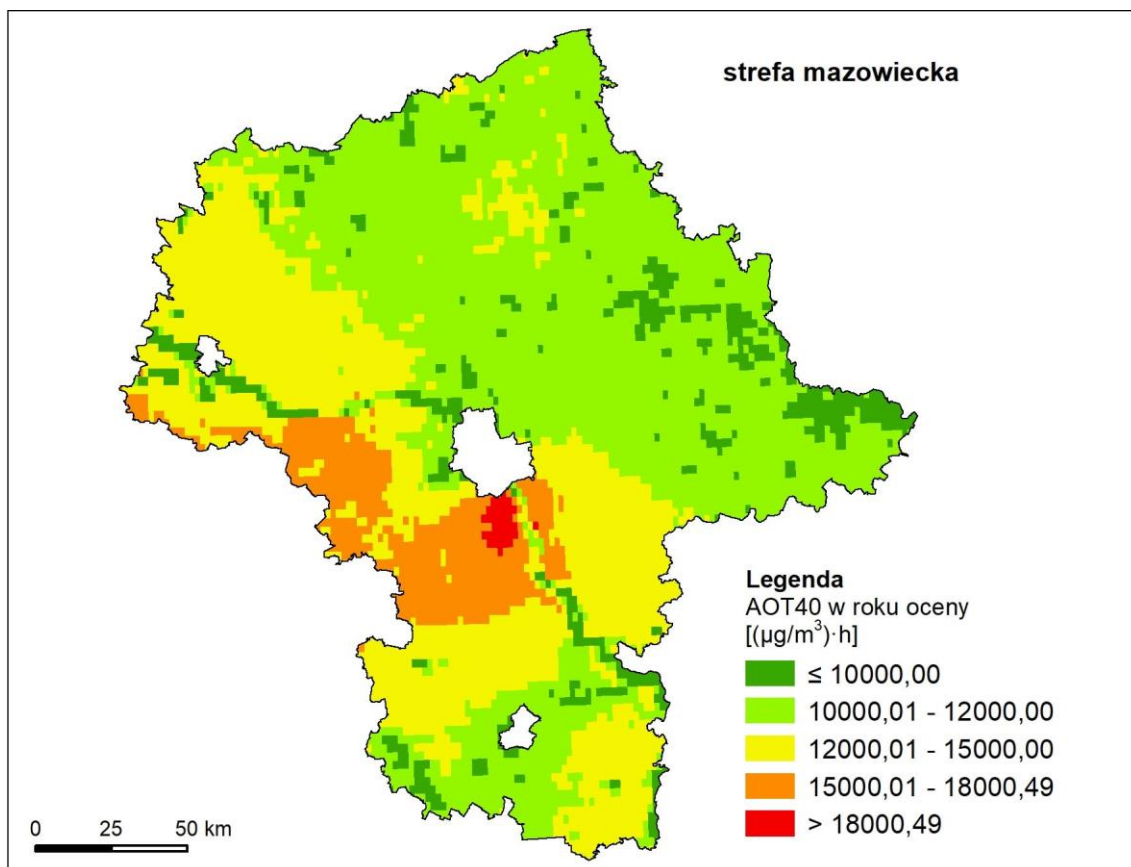 strefa mazowiecka
Legenda
AOT40 w roku oceny
[(µg/m³)·h]
≤ 10000,00
10000,01 - 12000,00
12000,01 - 15000,00
15000,01 - 18000,49
> 18000,49
0 25 50 km